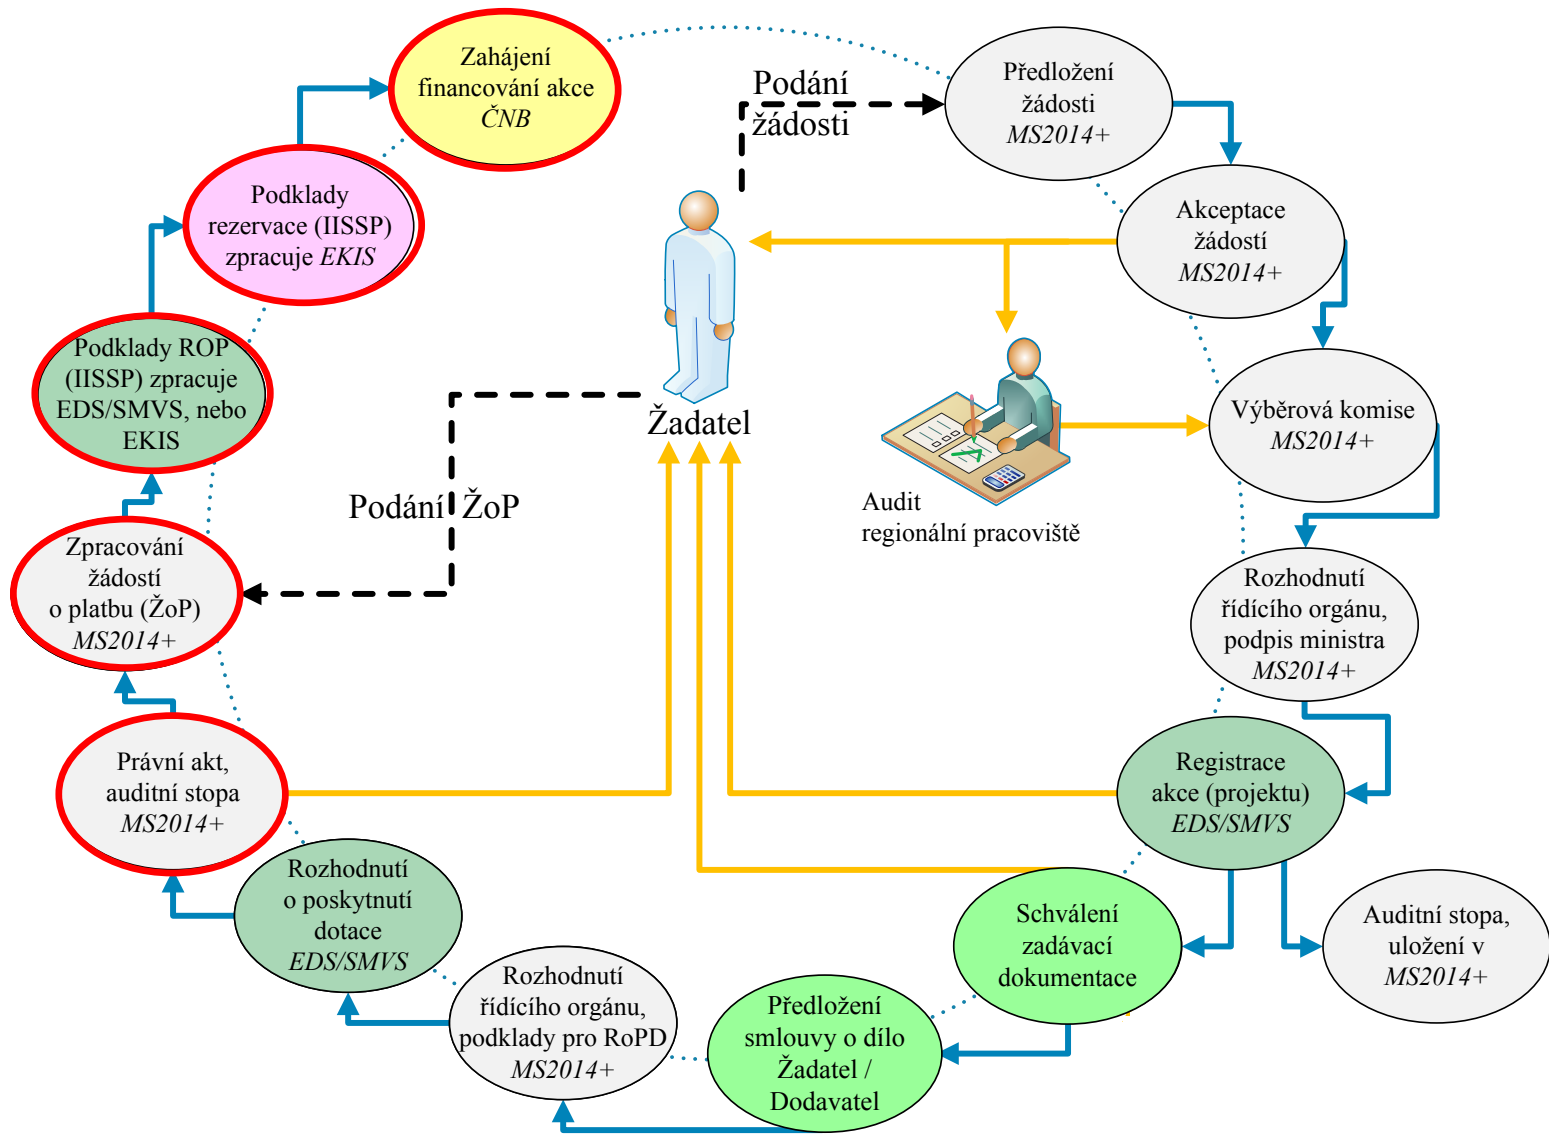 Zahájení
financování akce
ČNB
Podání
žádosti
Předložení
žádosti
MS2014+
Podklady
rezervace (IISSP)
zpracuje EKIS
Akceptace
žádostí
MS2014+
Podklady ROP
(IISSP) zpracuje
EDS/SMVS, nebo
EKIS
Žadatel
Výběrová komise
MS2014+
Audit
regionální pracoviště
Podání ŽoP
Zpracování
žádostí
o platbu (ŽoP)
MS2014+
Rozhodnutí
řídícího orgánu,
podpis ministra
MS2014+
Právní akt,
auditní stopa
MS2014+
Registrace
akce (projektu)
EDS/SMVS
Rozhodnutí
o poskytnutí
dotace
EDS/SMVS
Schválení
zadávací
dokumentace
Auditní stopa,
uložení v
MS2014+
Rozhodnutí
řídícího orgánu,
podklady pro RoPD
MS2014+
Předložení
smlouvy o dílo
Žadatel /
Dodavatel